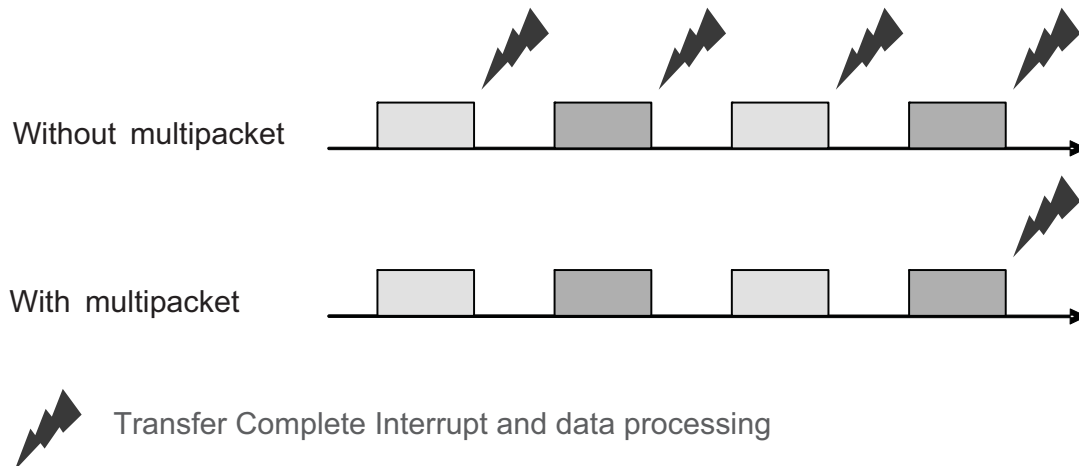 Without multipacket
With multipacket
Transfer Complete Interrupt and data processing